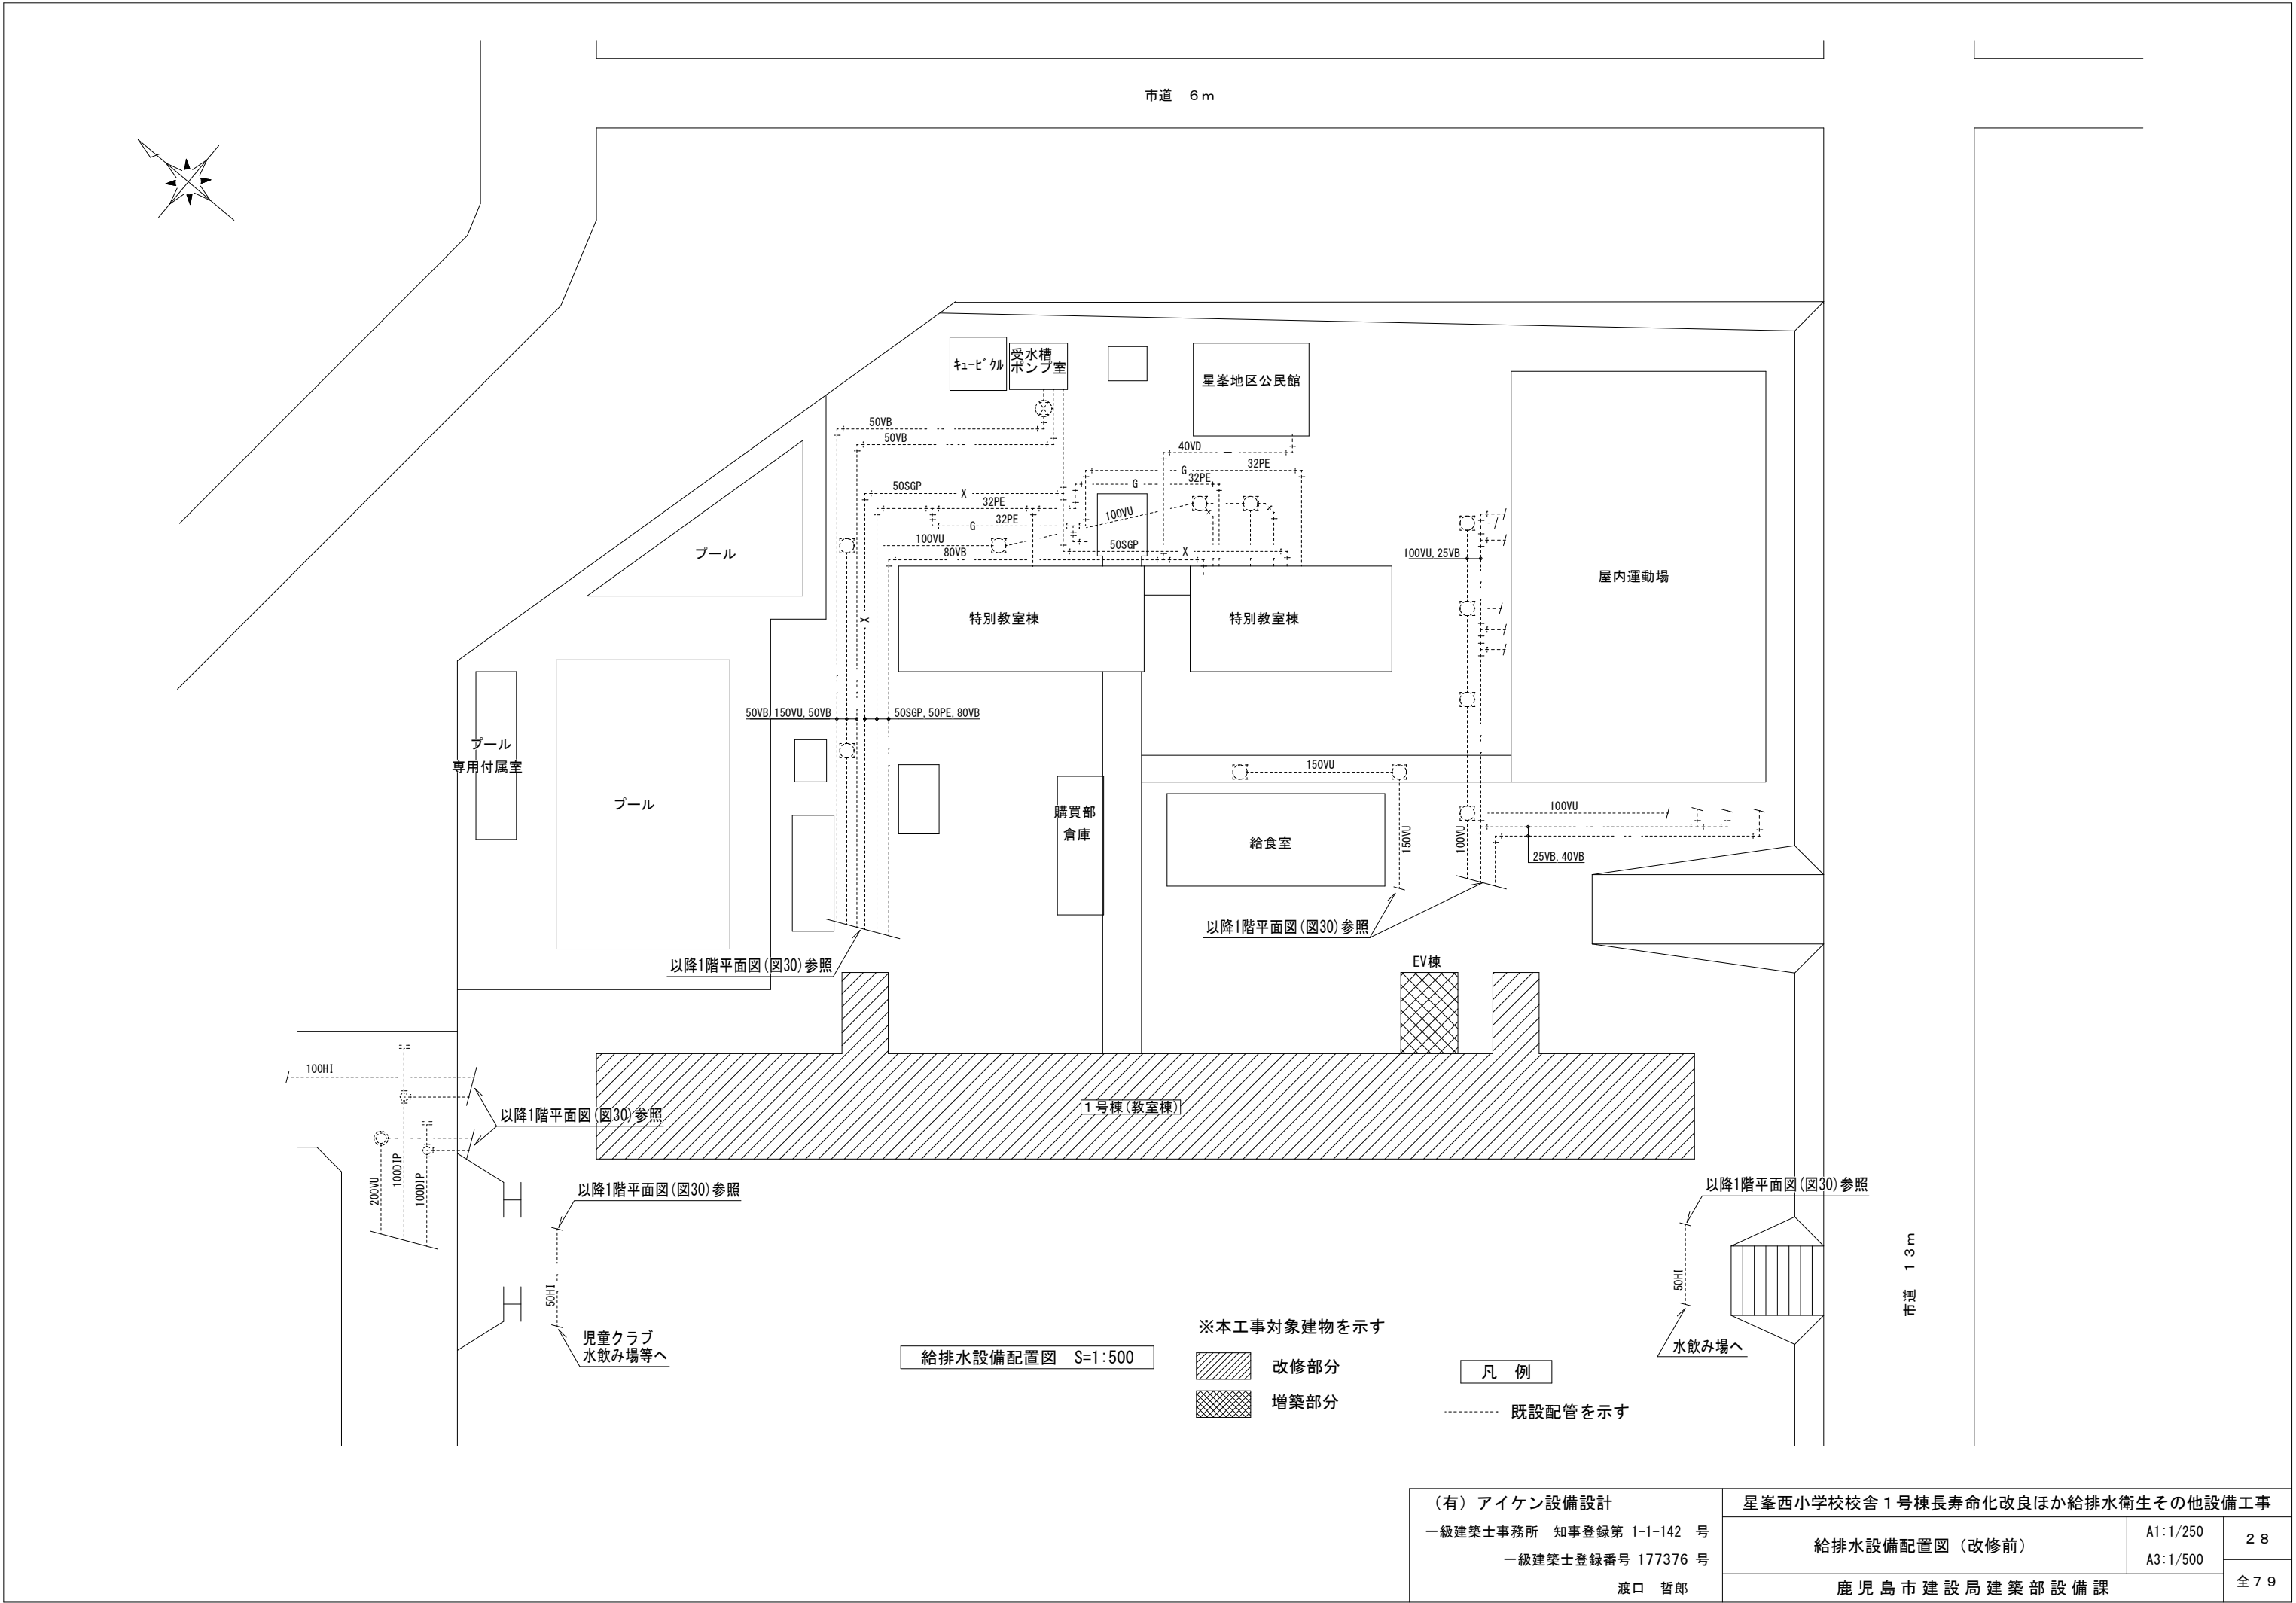 市道　６ｍ
ｷｭｰﾋﾞｸﾙ
受水槽
ポンプ室
星峯地区公民館
50VB
50VB
40VD
G
32PE
32PE
G
50SGP
X
32PE
32PE
G
100VU
100VU
80VB
50SGP
X
100VU,25VB
プール
特別教室棟
特別教室棟
屋内運動場
X
50VB,150VU,50VB
50SGP,50PE,80VB
プール
専用付属室
プール
購買部
倉庫
150VU
給食室
150VU
100VU
100VU
25VB,40VB
以降1階平面図(図30)参照
以降1階平面図(図30)参照
EV棟
100HI
以降1階平面図(図30)参照
1号棟(教室棟)
200VU
100DIP
100DIP
以降1階平面図(図30)参照
50HI
児童クラブ
水飲み場等へ
以降1階平面図(図30)参照
50HI
水飲み場へ
市道　１３ｍ
給排水設備配置図　S=1:500
※本工事対象建物を示す
改修部分
増築部分
凡　例
既設配管を示す
（有）アイケン設備設計
一級建築士事務所　知事登録第 1-1-142　号
一級建築士登録番号 177376 号
渡口　哲郎
星峯西小学校校舎１号棟長寿命化改良ほか給排水衛生その他設備工事
給排水設備配置図（改修前）
A1:1/250
A3:1/500
２８
全７９
鹿児島市建設局建築部設備課